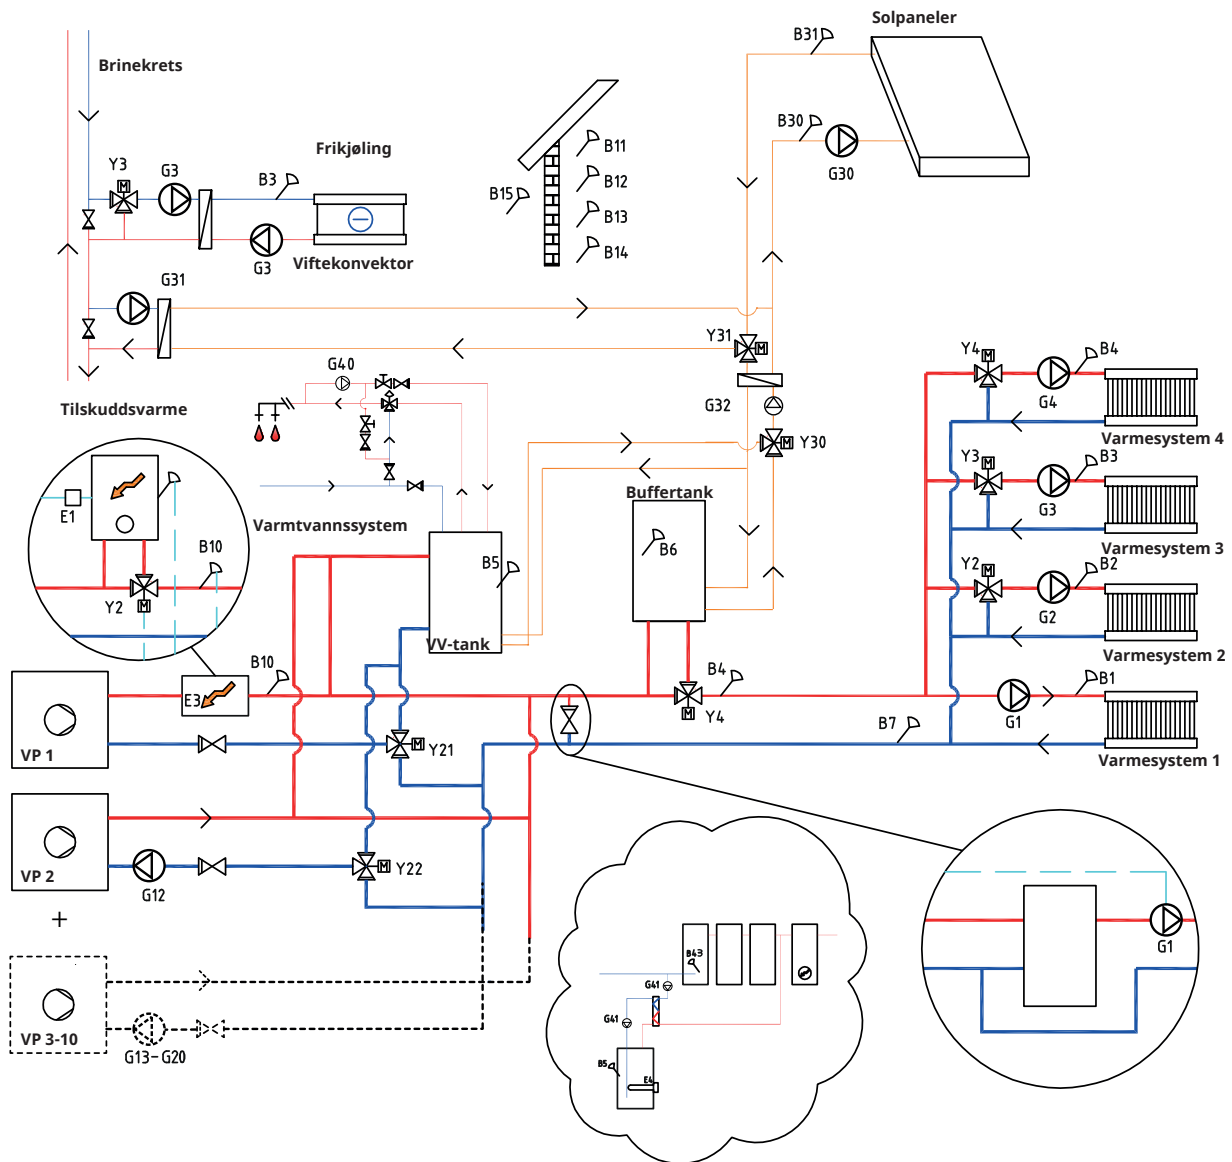 Solpaneler
B31
Brinekrets
B30
G30
Frikjøling
Y3
M
G3
B3
B11
B12
B15
B13
B14
G3
Viftekonvektor
G31
Y31
M
G40
G32
Y30
M
Tilskuddsvarme
E1
B10
Y2
M
Varmtvannssystem
B5
VV-tank
Buffertank
B6
Y4
M
B4
G4
Varmesystem 4
Y3
M
B3
G3
Varmesystem 3
Y2
M
B2
G2
Varmesystem 2
B10
E3
B4
Y4
M
B1
G1
B7
Varmesystem 1
VP 1
Y21
M
VP 2
G12
Y22
M
+
VP 3-10
G13-G20
B43
G41
G41
B5
E4
G1